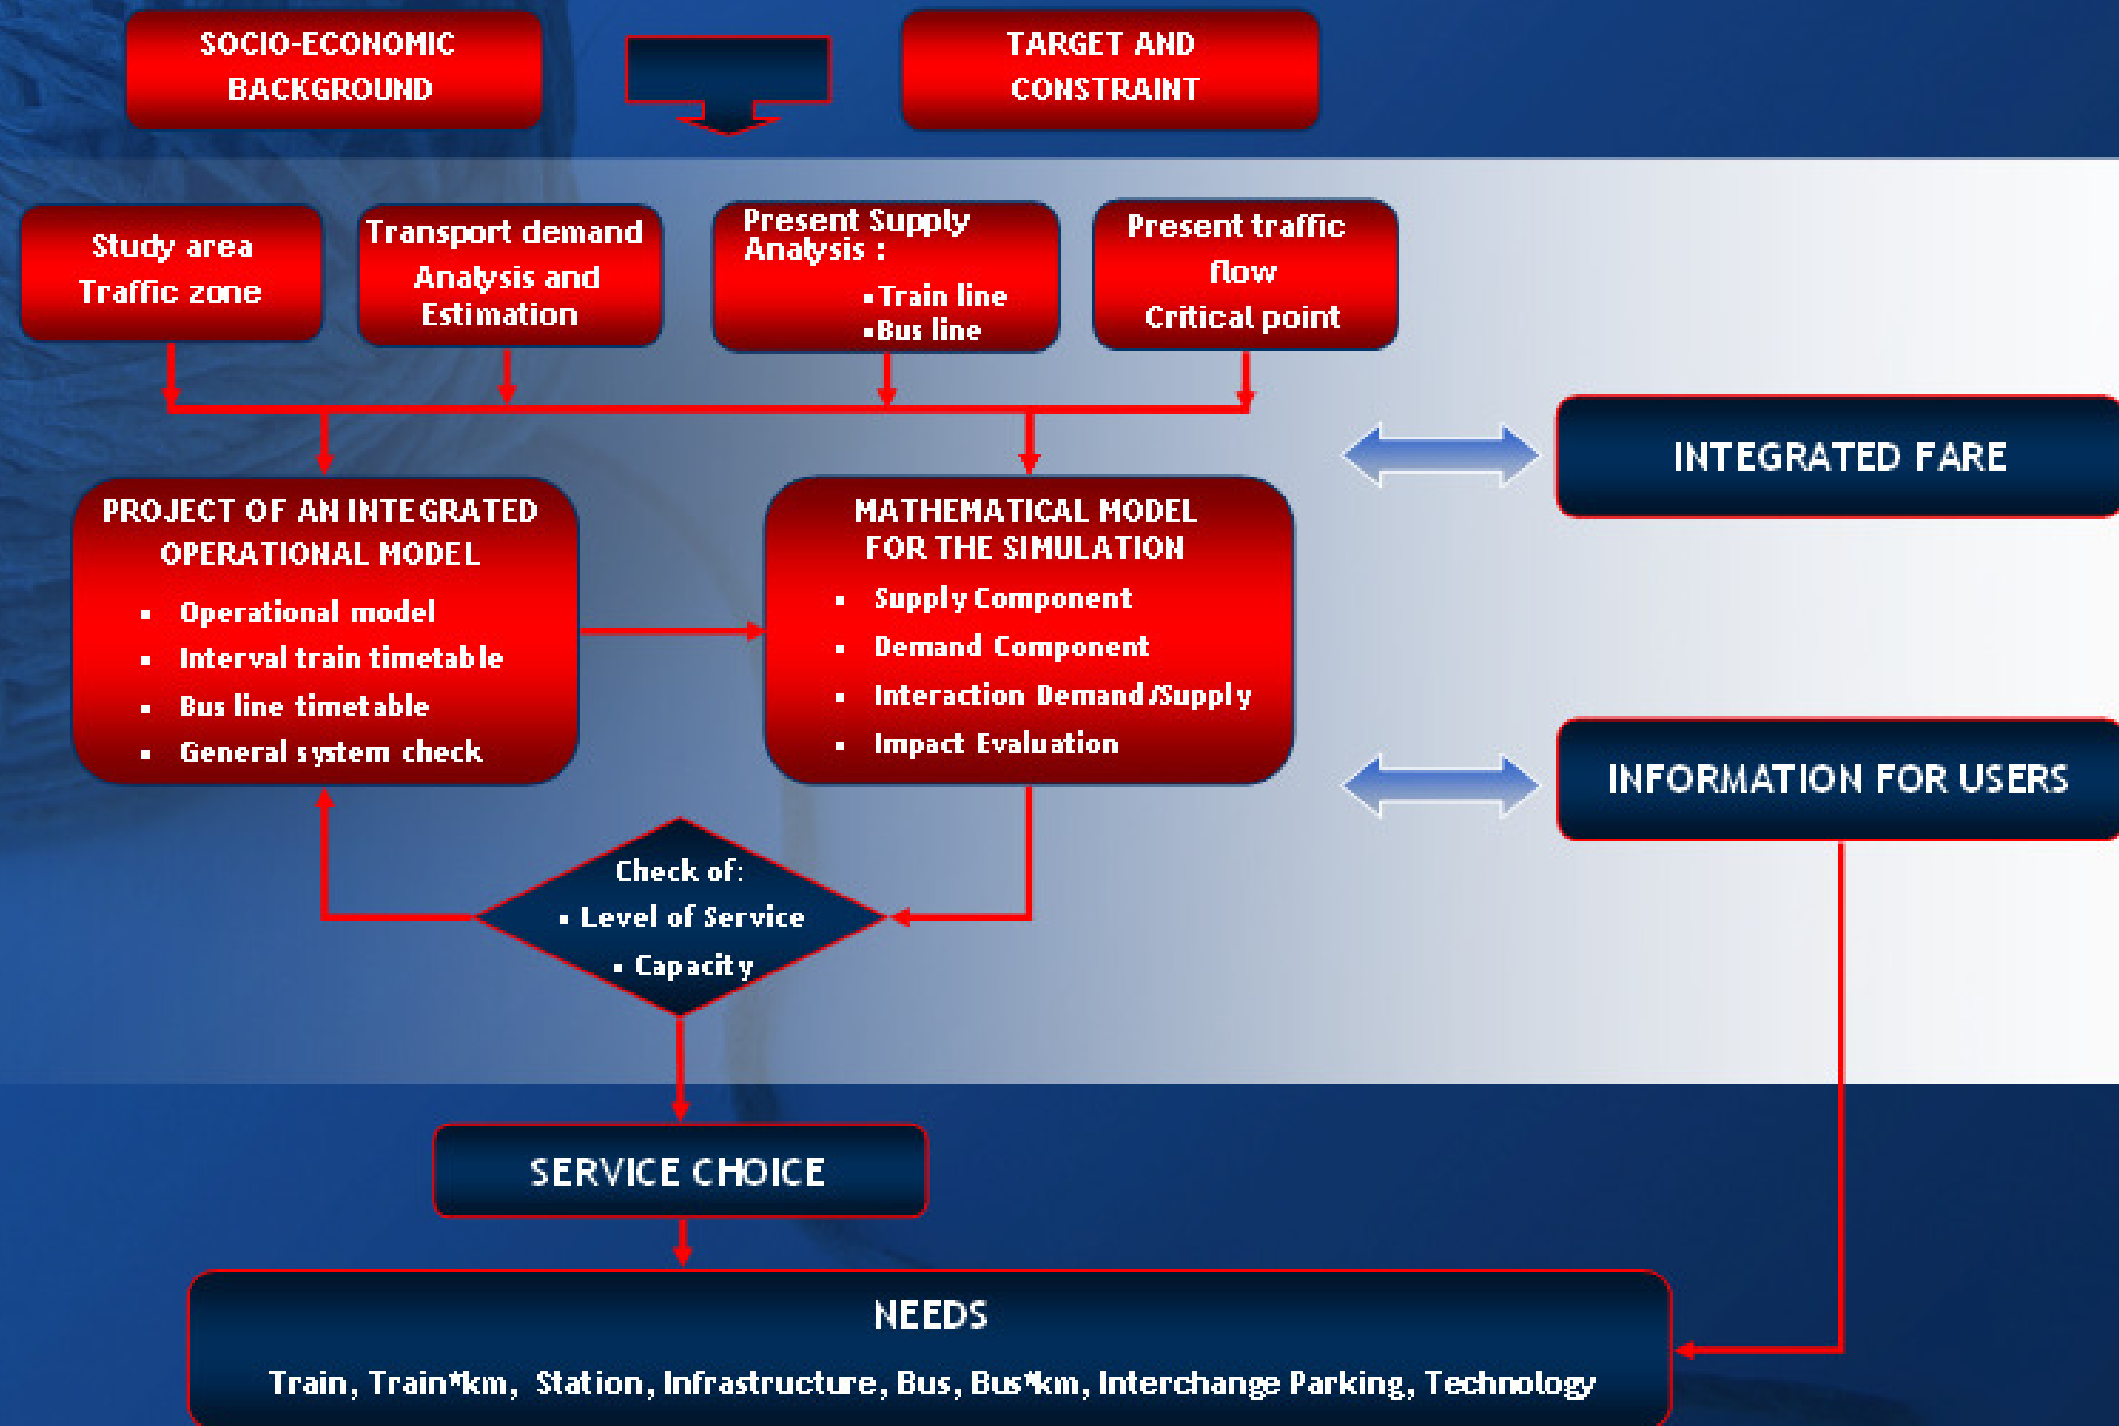 SOCIO-ECONOMIC
BACKGROUND
TARGET AND
CONSTRAINT
Study area
Traffic zone
Transport demand
Analysis and
Estimation
Present Supply
Analysis :
▪Train line
▪Bus line
Present traffic
flow
Critical point
INTEGRATED FARE
PROJECT OF AN INTEGRATED
OPERATIONAL MODEL
▪ Operational model
▪ Interval train timetable
▪ Bus line timetable
▪ General system check
MATHEMATICAL MODEL
FOR THE SIMULATION
▪ Supply Component
▪ Demand Component
▪ Interaction Demand/Supply
▪ Impact Evaluation
INFORMATION FOR USERS
Check of:
▪ Level of Service
▪ Capacity
SERVICE CHOICE
NEEDS
Train, Train*km, Station, Infrastructure, Bus, Bus*km, Interchange Parking, Technology